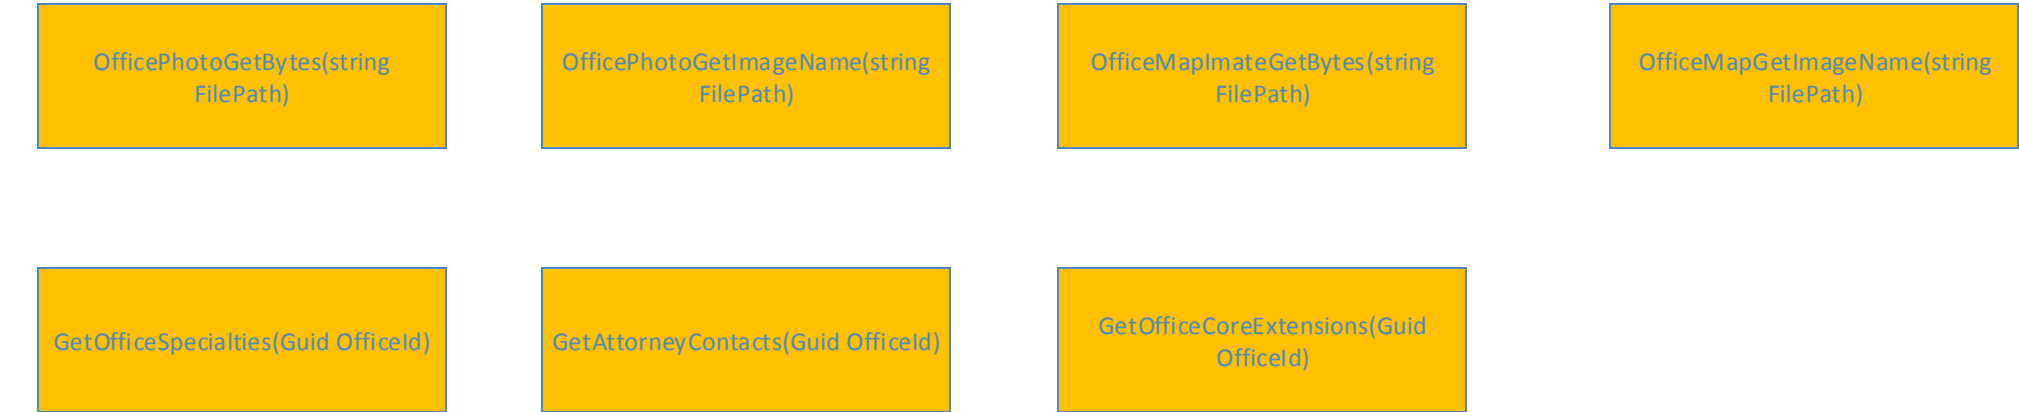 OfficePhotoGetBytes(string
FilePath)
OfficePhotoGetImageName(string
FilePath)
OfficeMapImateGetBytes(string
FilePath)
OfficeMapGetImageName(string
FilePath)
GetOfficeSpecialties(Guid OfficeId)
GetAttorneyContacts(Guid OfficeId)
GetOfficeCoreExtensions(Guid
OfficeId)